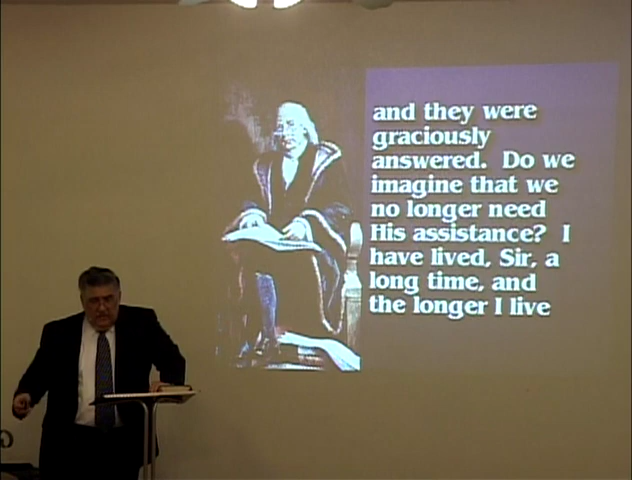 and they were
graciously
answered. Do we
imagine that we
no longer need
His assistance? I
have lived, Sir, a
long time, and
the longer I live